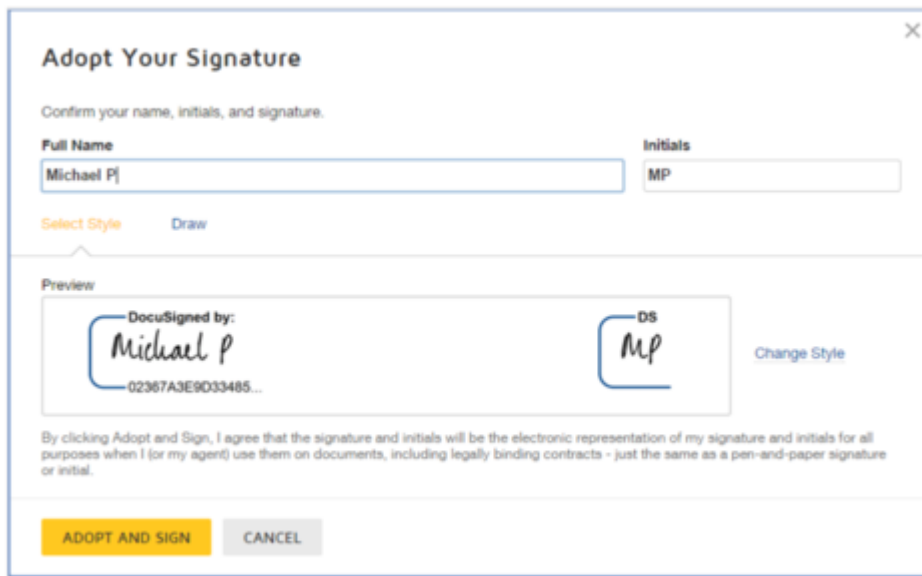 Adopt Your Signature
Confirm your name, initials, and signature.
Full Name
Initials
Michael P
MP
Select Style
Draw
Preview
DocuSigned by:
Michael P
02367A3E9D33485...
DS
MP
Change Style
By clicking Adopt and Sign, I agree that the signature and initials will be the electronic representation of my signature and initials for all
purposes when I (or my agent) use them on documents, including legally binding contracts - just the same as a pen-and-paper signature
or initial.
ADOPT AND SIGN
CANCEL